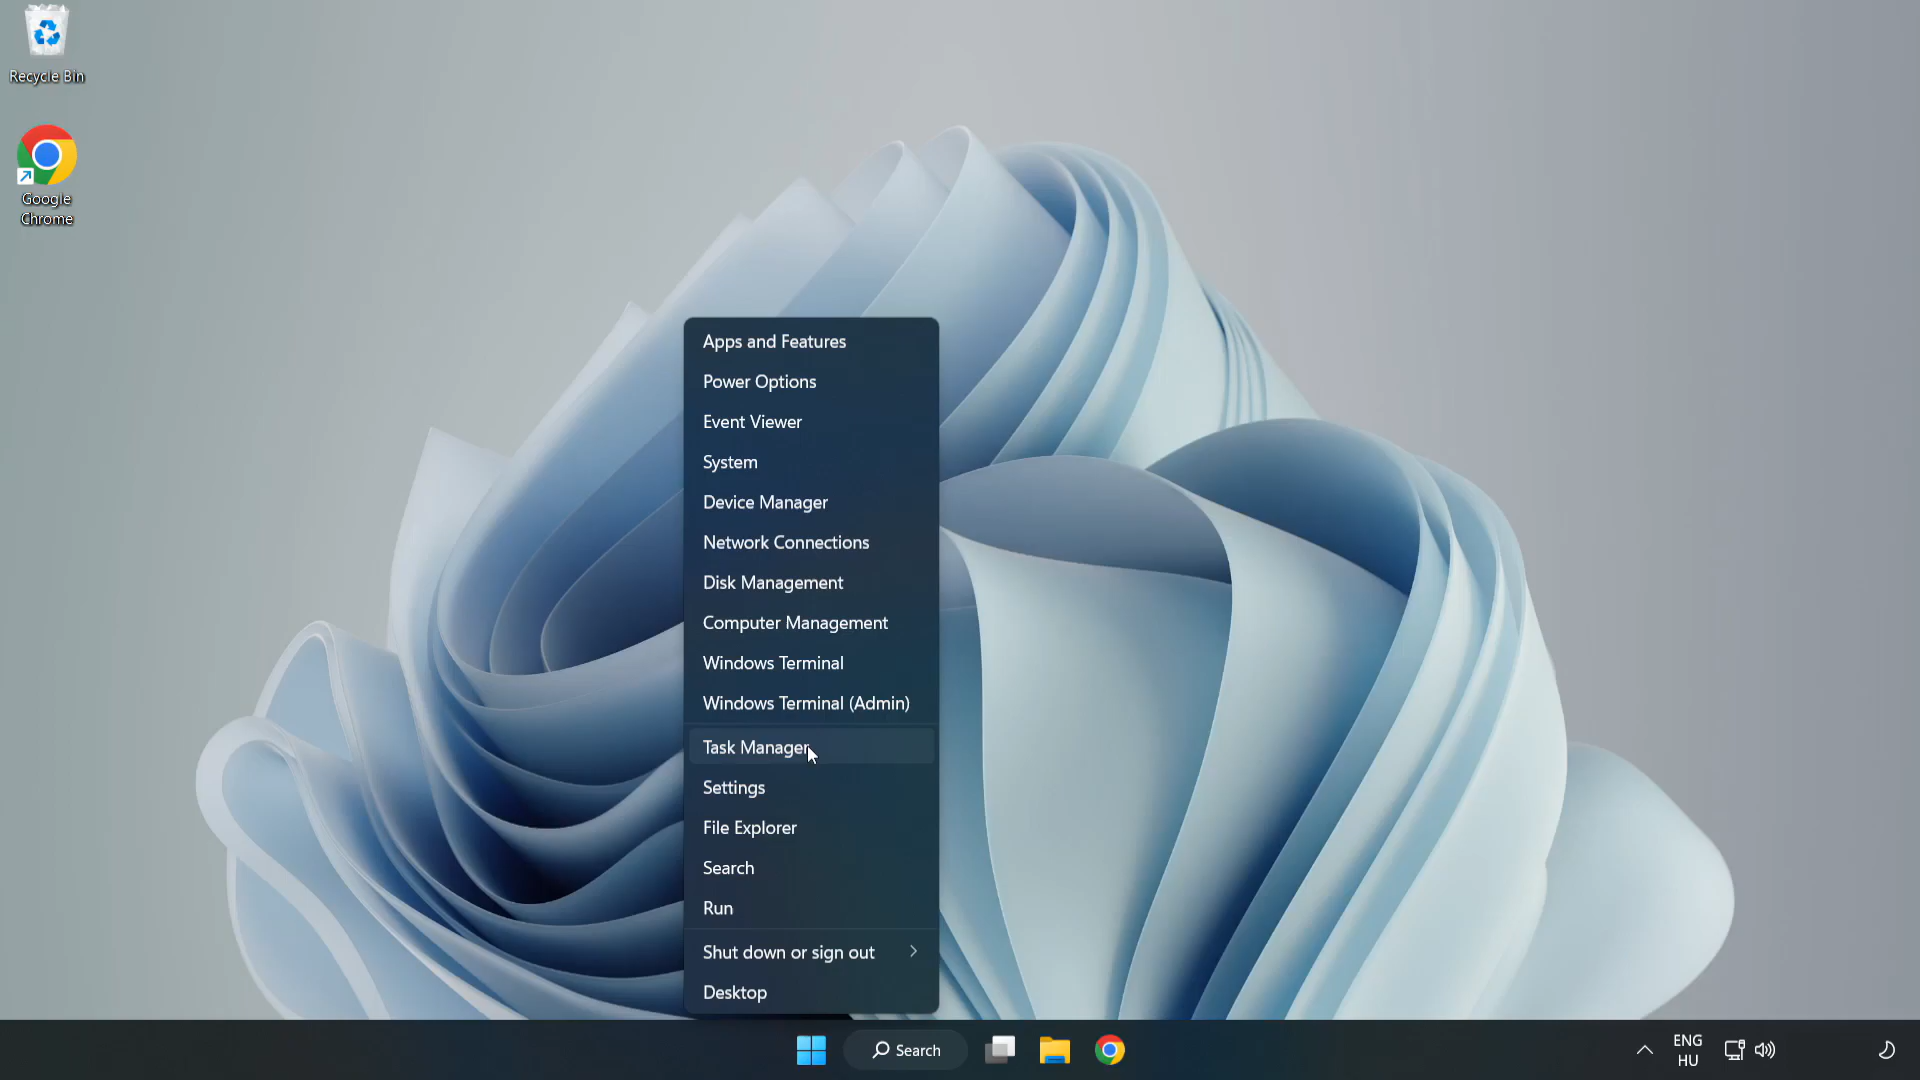 Recycle Bin
Google
Chrome
Apps and Features
Power Options
Event Viewer
System
Device Manager
Network Connections
Disk Management
Computer Management
Windows Terminal
Windows Terminal (Admin)
Task Manager
Settings
File Explorer
Search
Run
Shut down or sign out
Desktop
Search
ENG
HU